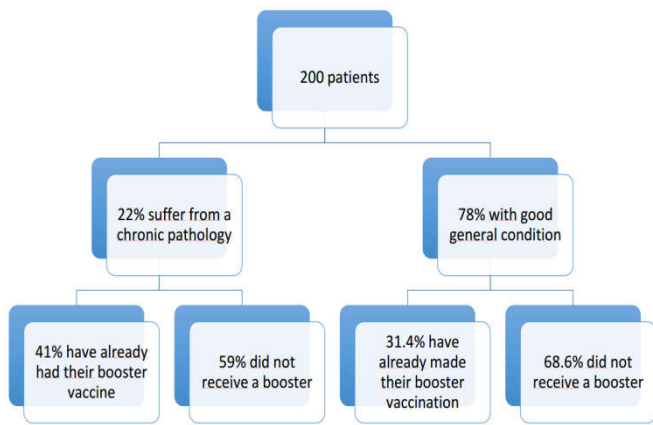 200 patients
22% suffer from a
chronic pathology
78% with good
general condition
41% have already
had their booster
vaccine
59% did not
receive a booster
31.4% have
already made
their booster
vaccination
68.6% did not
receive a booster